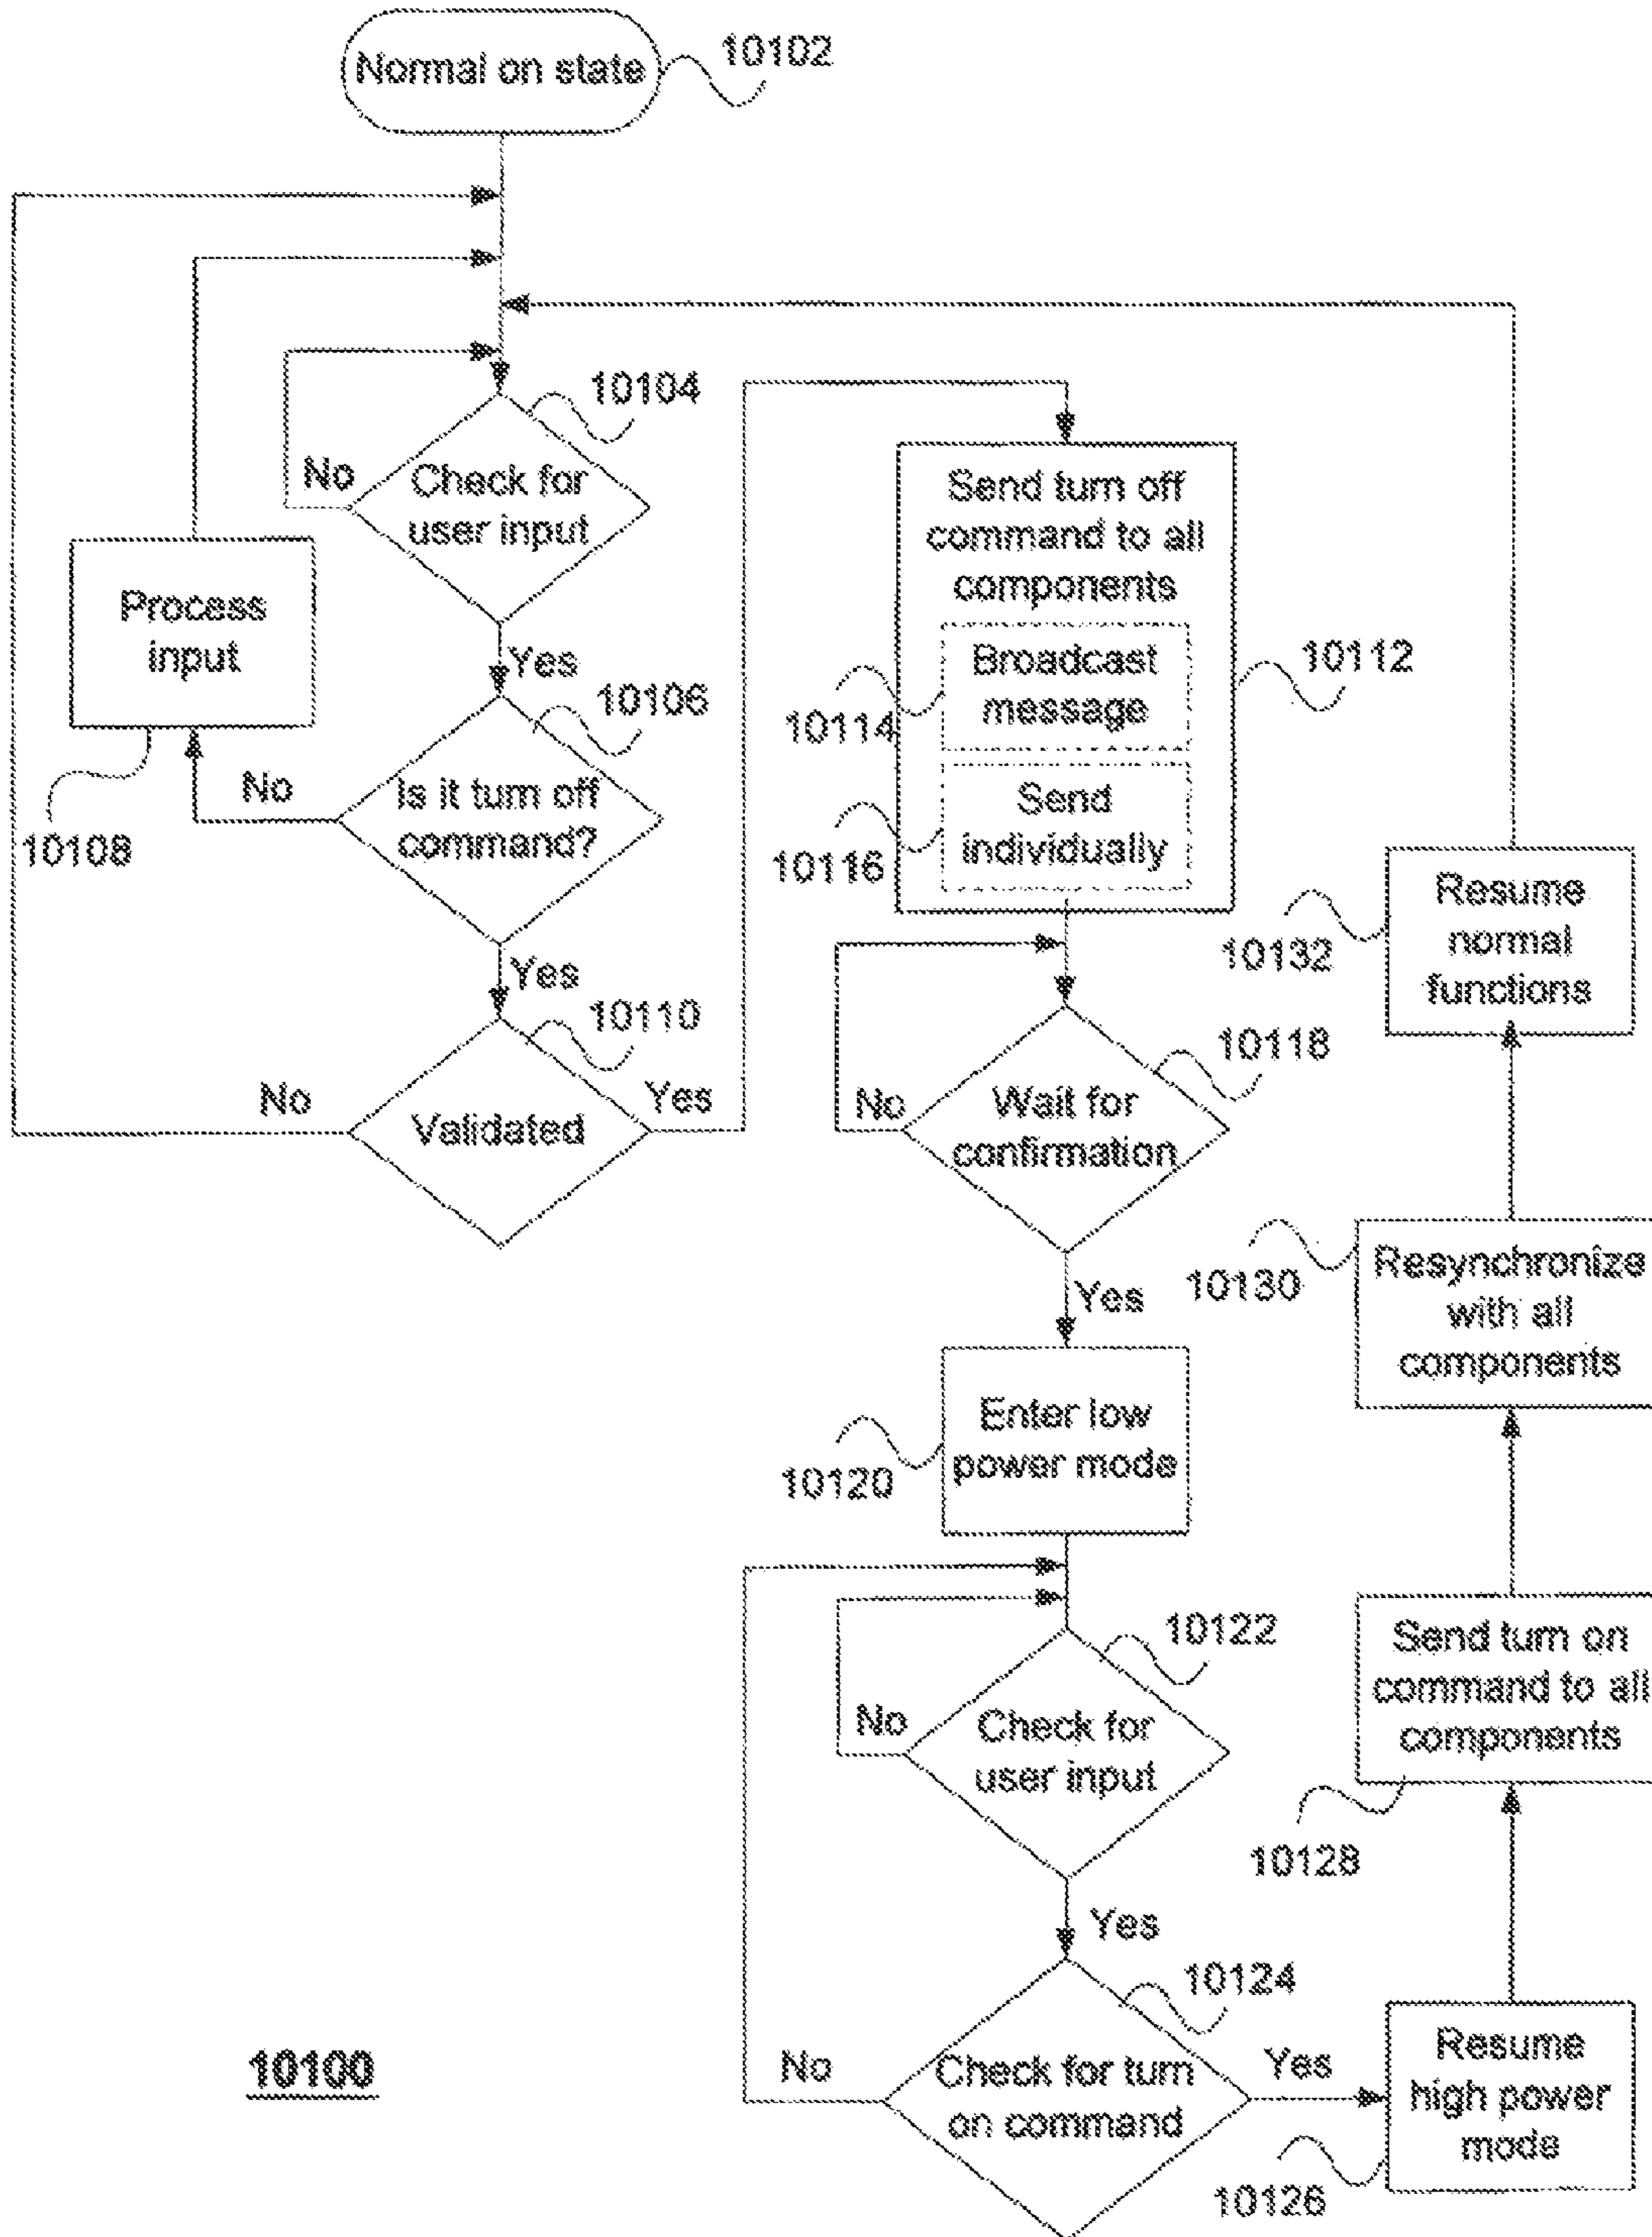 Normal on state
10102
10104
No
Check for
user input
Process
input
Yes
10106
No
Is it turn off
command?
10108
Yes
10110
No
Validated
Yes
Send turn off
command to all
components
Broadcast
message
10112
10114
Send
individually
10116
No
Wait for
confirmation
10118
Yes
Enter low
power mode
10120
10122
No
Check for
user input
Yes
10124
No
Check for turn
on command
Yes
Resume
high power
mode
10126
Send turn on
command to all
components
10128
Resynchronize
with all
components
10130
Resume
normal
functions
10132
10100